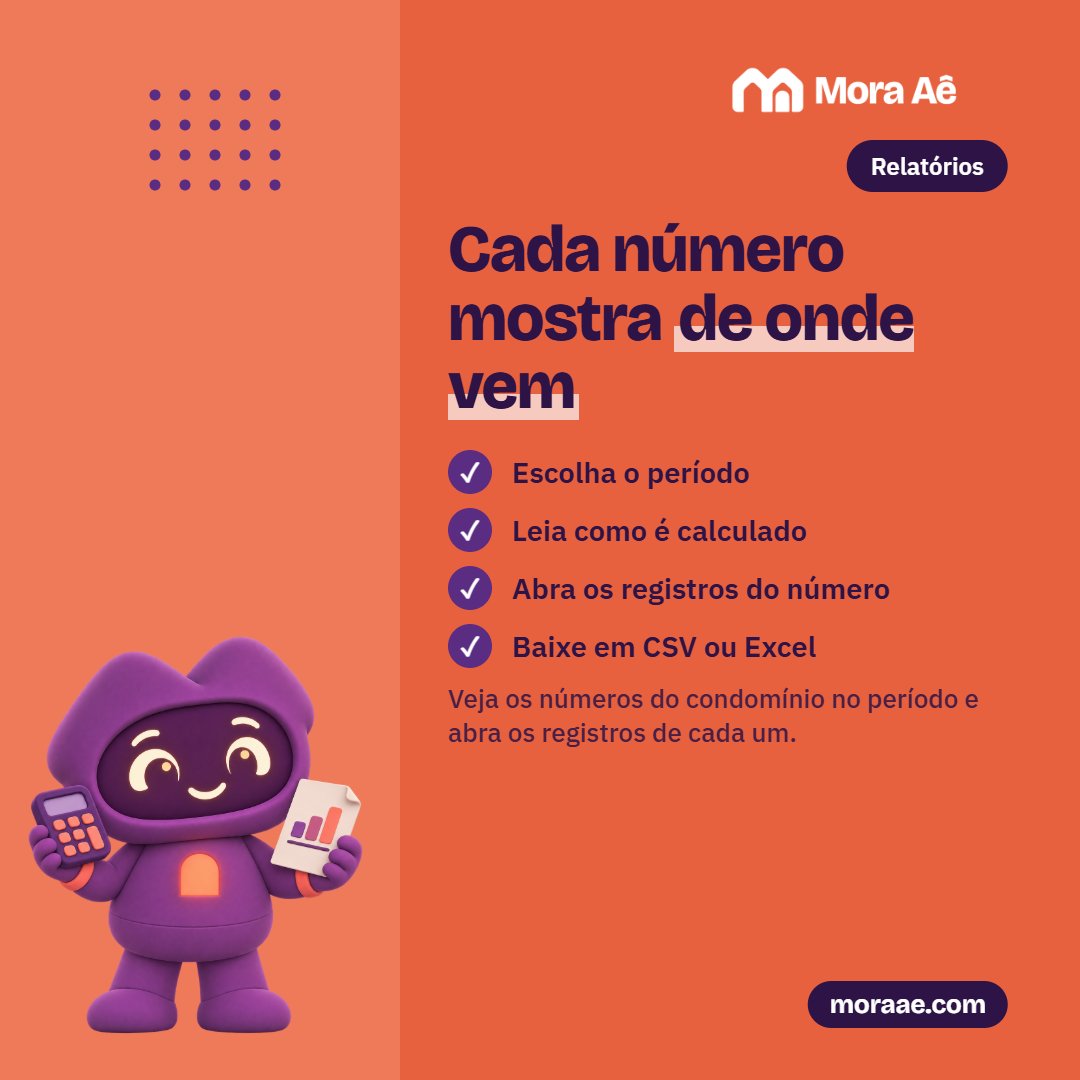 Mora Aê
Relatórios
Cada número
mostra de onde
vem
Escolha o período
Leia como é calculado
Abra os registros do número
Baixe em CSV ou Excel
Veja os números do condomínio no período e
abra os registros de cada um.
moraae.com